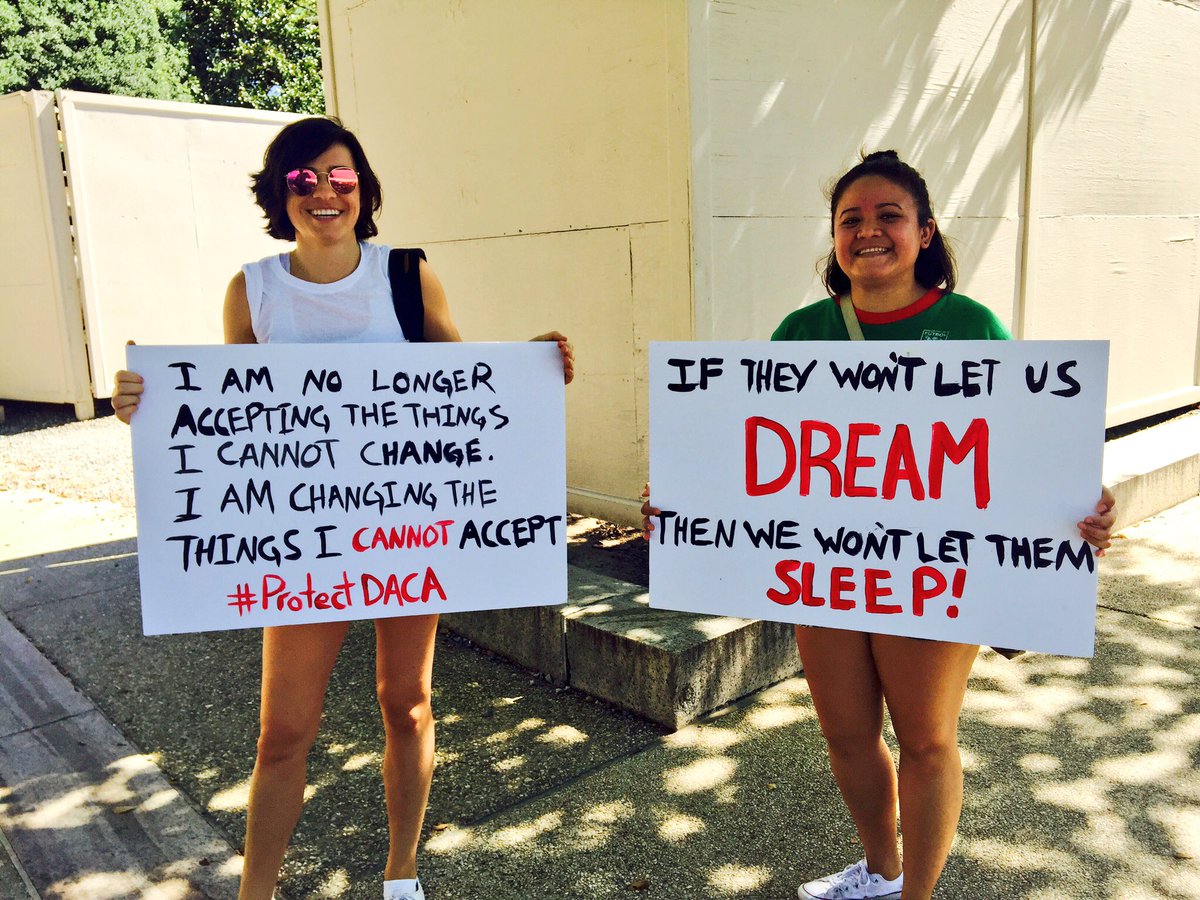 I AM NO LONGER
ACCEPTING THE THINGS
I CANNOT CHANGE.
I AM CHANGING THE
THINGS I CANNOT ACCEPT
#ProtectDACA
IF THEY WON'T LET US
DREAM
THEN WE WON'T LET THEM
SLEEP!